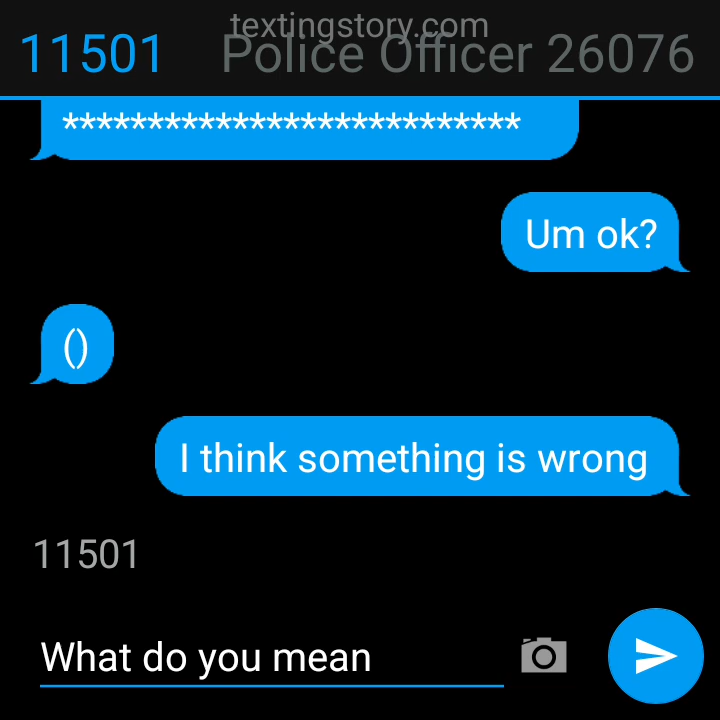 textingstory.com
11501 Police Officer 26076
***************************
Um ok?
()
I think something is wrong
11501
What do you mean